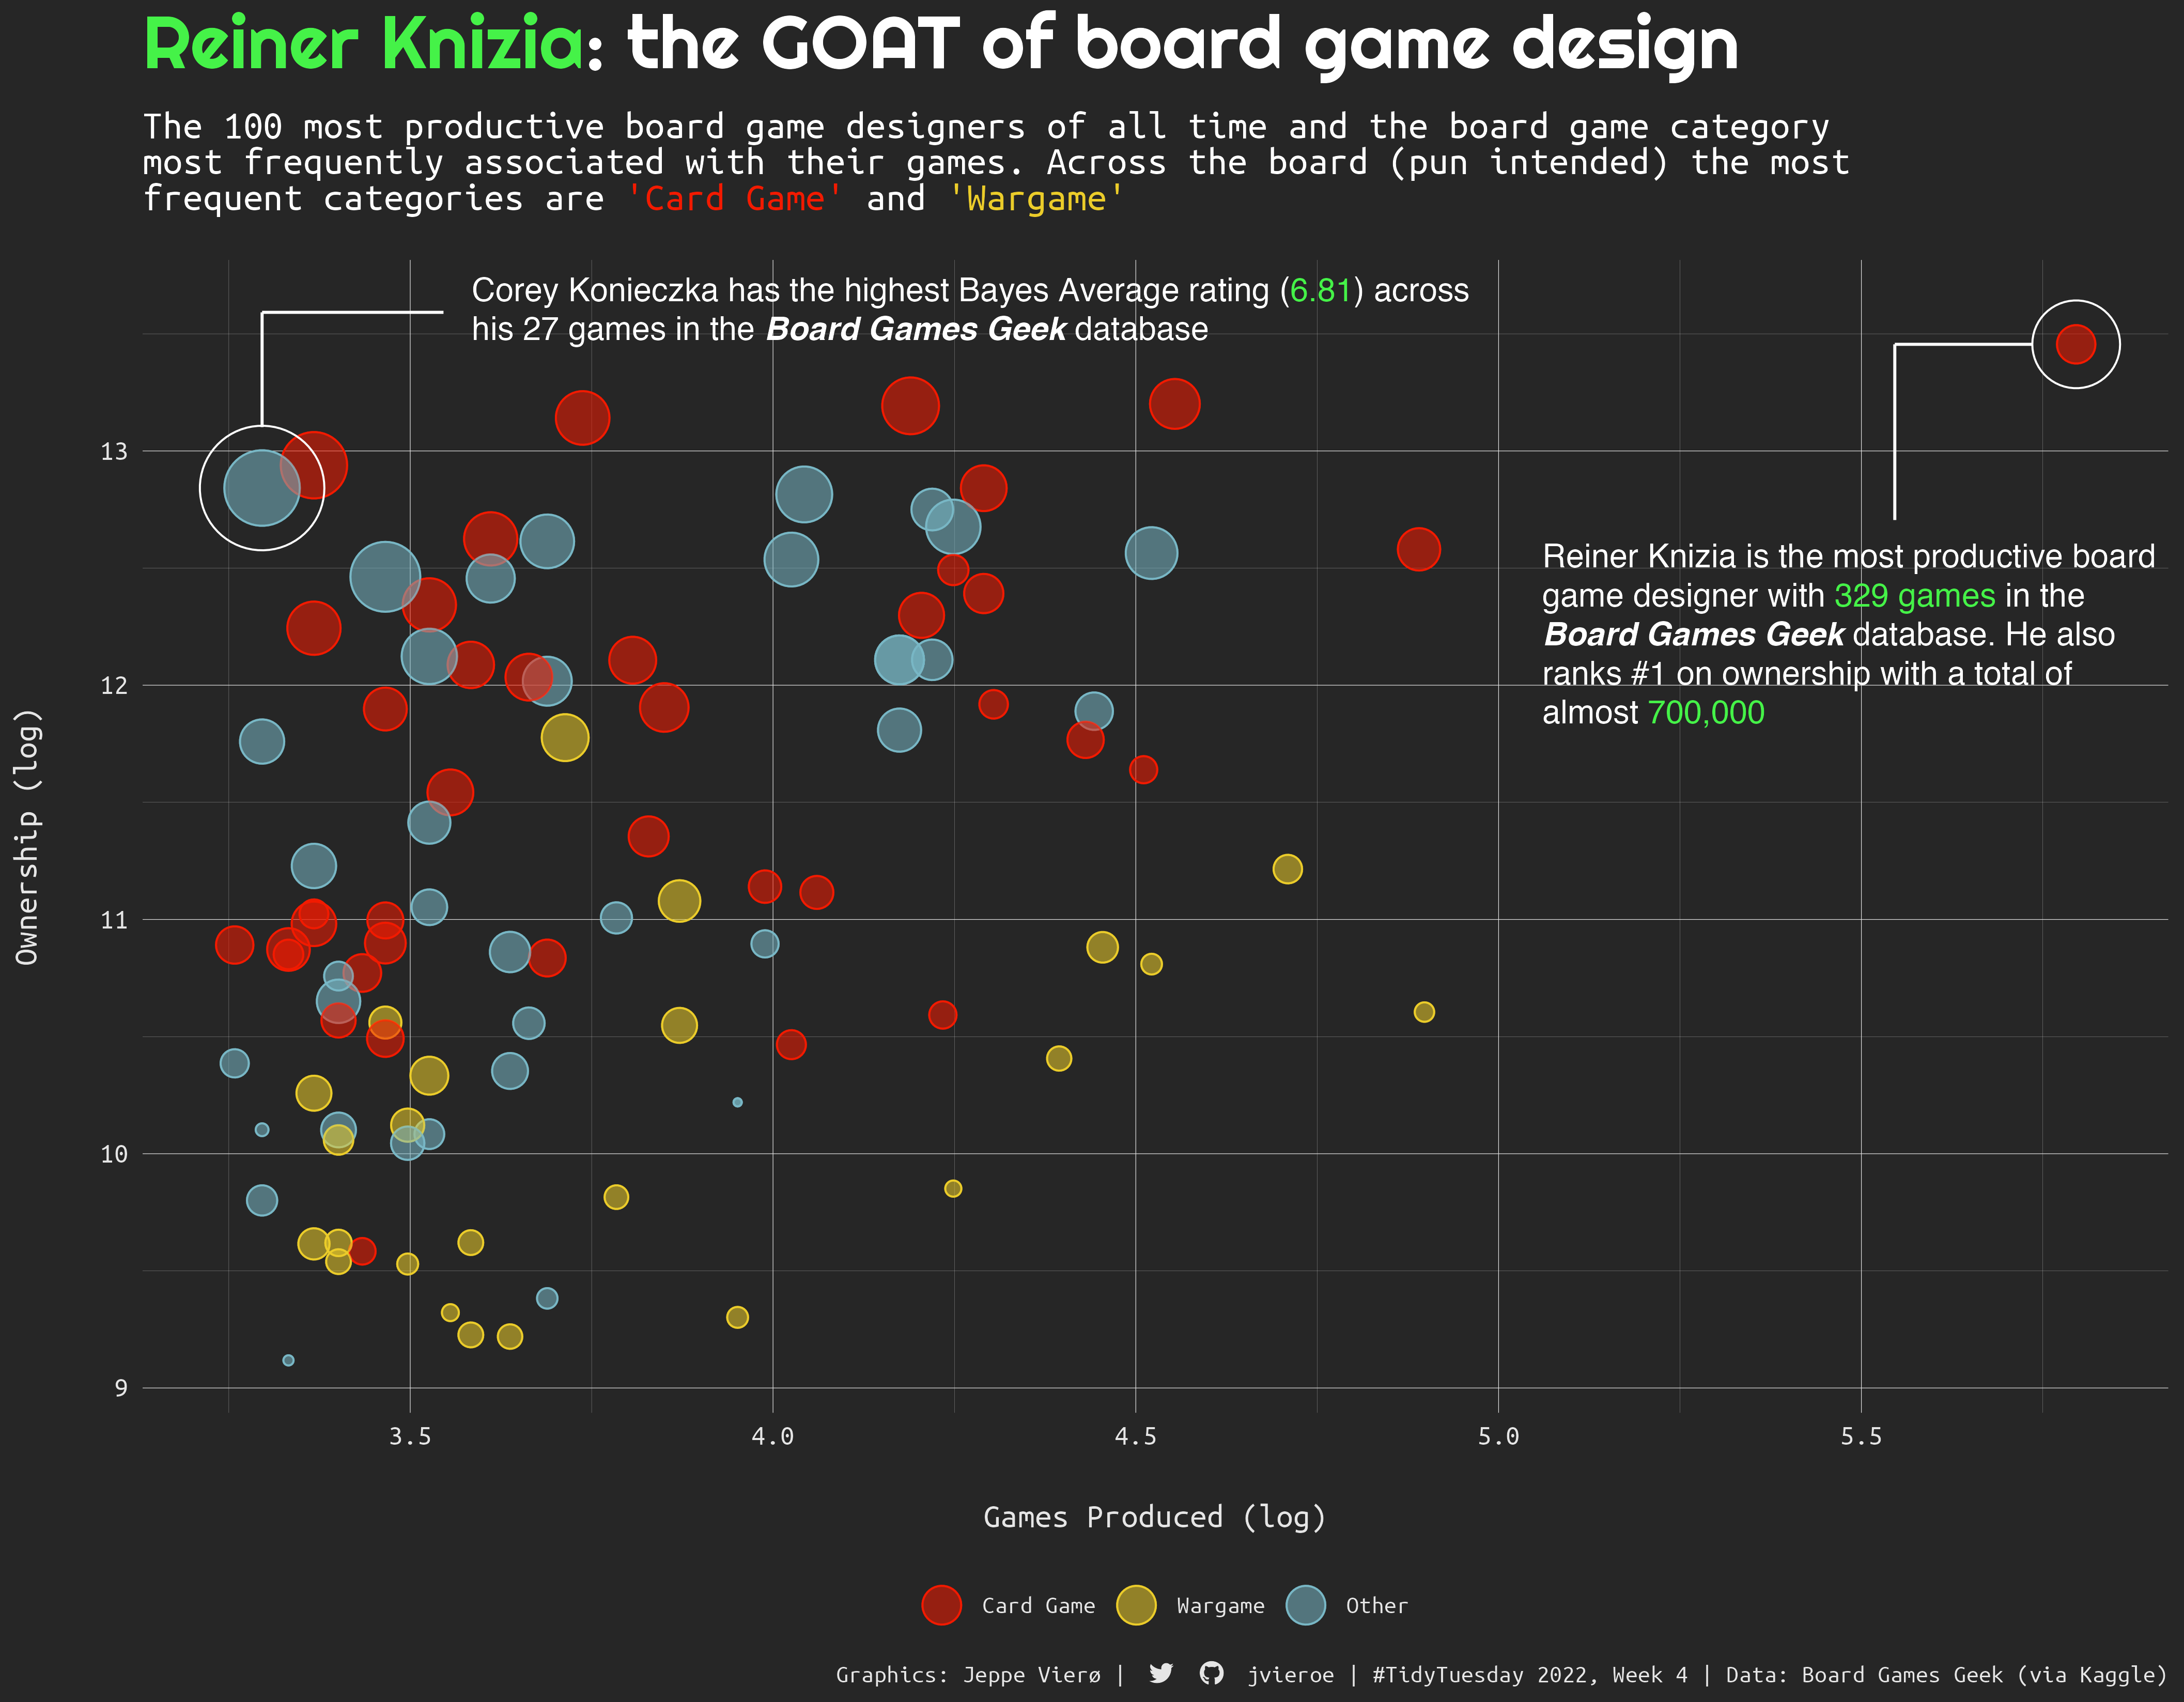 Reiner Knizia: the GOAT of board game design
The 100 most productive board game designers of all time and the board game category
most frequently associated with their games. Across the board (pun intended) the most
frequent categories are 'Card Game' and 'Wargame'
Corey Konieczka has the highest Bayes Average rating (6.81) across
his 27 games in the Board Games Geek database
Reiner Knizia is the most productive board
game designer with 329 games in the
Board Games Geek database. He also
ranks #1 on ownership with a total of
almost 700,000
Ownership (log)
13
12
11
10
9
3.5 4.0 4.5 5.0 5.5
Games Produced (log)
Card Game Wargame Other
Graphics: Jeppe Vierø | jvieroe | #TidyTuesday 2022, Week 4 | Data: Board Games Geek (via Kaggle)